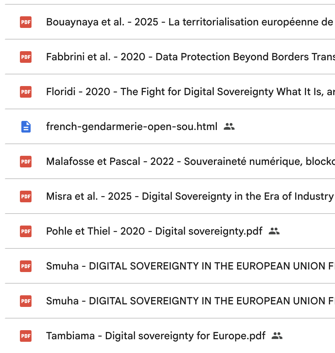 PDF Bouaynaya et al. - 2025 - La territorialisation européenne de
PDF Fabbrini et al. - 2020 - Data Protection Beyond Borders Trans
PDF Floridi - 2020 - The Fight for Digital Sovereignty What It Is, a
french-gendarmerie-open-sou.html
PDF Malafosse et Pascal - 2022 - Souveraineté numérique, blockc
PDF Misra et al. - 2025 - Digital Sovereignty in the Era of Industry
PDF Pohle et Thiel - 2020 - Digital sovereignty.pdf
PDF Smuha - DIGITAL SOVEREIGNTY IN THE EUROPEAN UNION F
PDF Smuha - DIGITAL SOVEREIGNTY IN THE EUROPEAN UNION F
PDF Tambiama - Digital sovereignty for Europe.pdf